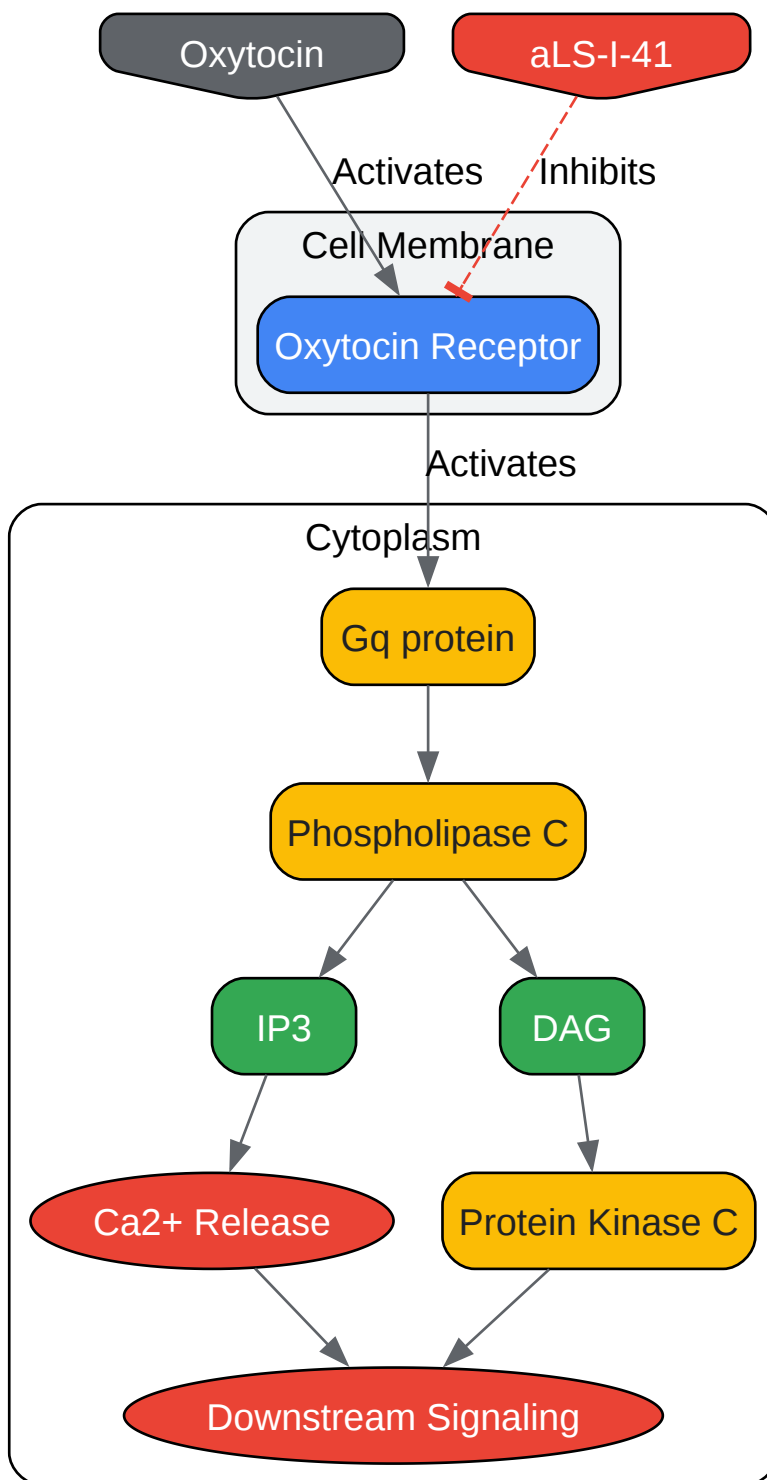 Oxytocin
aLS-I-41
Activates
Inhibits
Cell Membrane
Oxytocin Receptor
Activates
Cytoplasm
Gq protein
Phospholipase C
IP3
DAG
Ca2+ Release
Protein Kinase C
Downstream Signaling